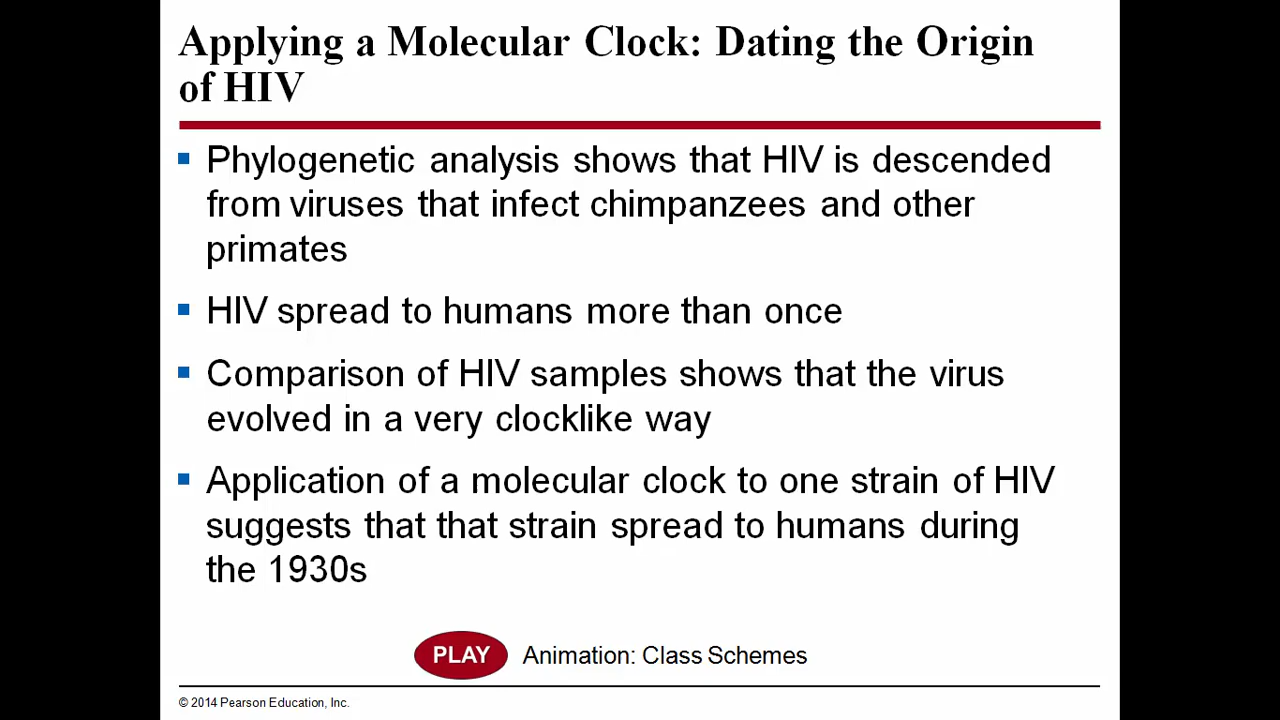 Applying a Molecular Clock: Dating the Origin
of HIV
Phylogenetic analysis shows that HIV is descended
from viruses that infect chimpanzees and other
primates
HIV spread to humans more than once
Comparison of HIV samples shows that the virus
evolved in a very clocklike way
Application of a molecular clock to one strain of HIV
suggests that that strain spread to humans during
the 1930s
PLAY Animation: Class Schemes
© 2014 Pearson Education, Inc.